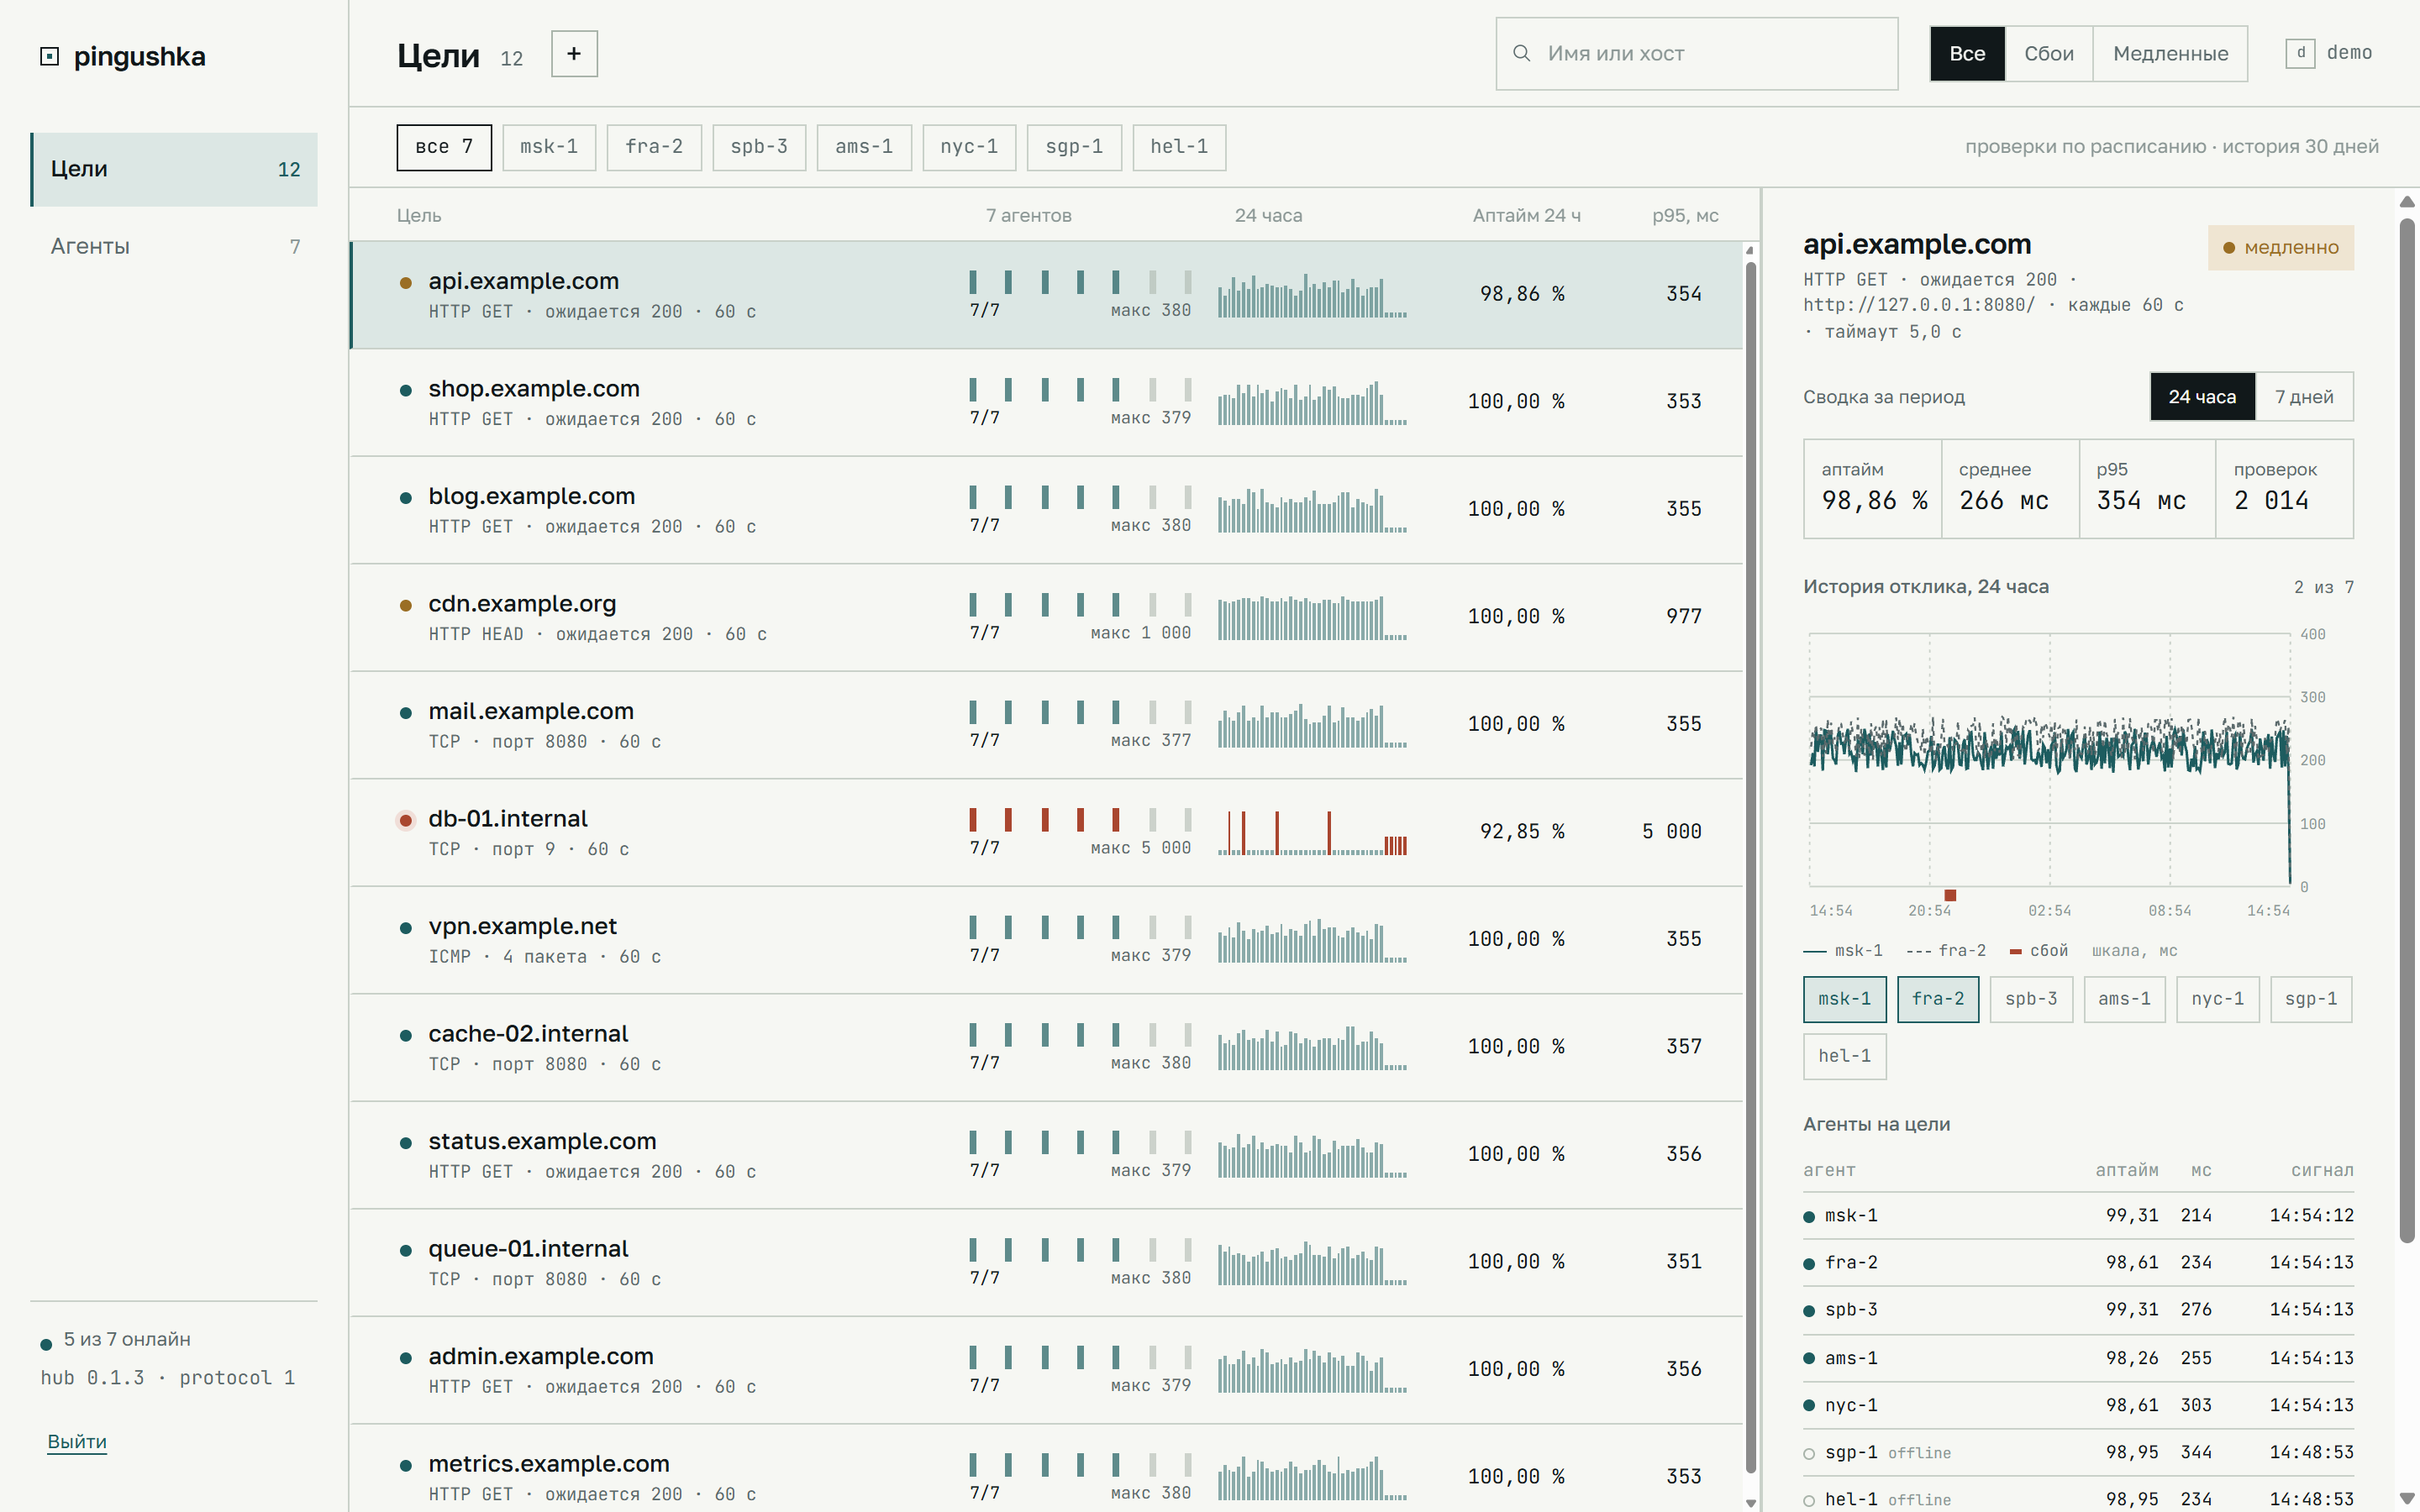 pingushka
Цели 12
Агенты 7
5 из 7 онлайн
hub 0.1.3 · protocol 1
Выйти
Цели 12 +
Имя или хост
Все Сбои Медленные
d demo
все 7 msk-1 fra-2 spb-3 ams-1 nyc-1 sgp-1 hel-1
проверки по расписанию · история 30 дней
Цель 7 агентов 24 часа Аптайм 24 ч p95, мс
api.example.com
HTTP GET · ожидается 200 · 60 с
7/7 макс 380 98,86 % 354
shop.example.com
HTTP GET · ожидается 200 · 60 с
7/7 макс 379 100,00 % 353
blog.example.com
HTTP GET · ожидается 200 · 60 с
7/7 макс 380 100,00 % 355
cdn.example.org
HTTP HEAD · ожидается 200 · 60 с
7/7 макс 1 000 100,00 % 977
mail.example.com
TCP · порт 8080 · 60 с
7/7 макс 377 100,00 % 355
db-01.internal
TCP · порт 9 · 60 с
7/7 макс 5 000 92,85 % 5 000
vpn.example.net
ICMP · 4 пакета · 60 с
7/7 макс 379 100,00 % 355
cache-02.internal
TCP · порт 8080 · 60 с
7/7 макс 380 100,00 % 357
status.example.com
HTTP GET · ожидается 200 · 60 с
7/7 макс 379 100,00 % 356
queue-01.internal
TCP · порт 8080 · 60 с
7/7 макс 380 100,00 % 351
admin.example.com
HTTP GET · ожидается 200 · 60 с
7/7 макс 379 100,00 % 356
metrics.example.com
HTTP GET · ожидается 200 · 60 с
7/7 макс 380 100,00 % 353
api.example.com
медленно
HTTP GET · ожидается 200 ·
http://127.0.0.1:8080/ · каждые 60 с
· таймаут 5,0 с
Сводка за период 24 часа 7 дней
аптайм среднее p95 проверок
98,86 % 266 мс 354 мс 2 014
История отклика, 24 часа 2 из 7
400
300
200
100
0
14:54 20:54 02:54 08:54 14:54
msk-1 fra-2 сбой шкала, мс
msk-1 fra-2 spb-3 ams-1 nyc-1 sgp-1
hel-1
Агенты на цели
агент аптайм мс сигнал
msk-1 99,31 214 14:54:12
fra-2 98,61 234 14:54:13
spb-3 99,31 276 14:54:13
ams-1 98,26 255 14:54:13
nyc-1 98,61 303 14:54:13
sgp-1 offline 98,95 344 14:48:53
hel-1 offline 98,95 234 14:48:53